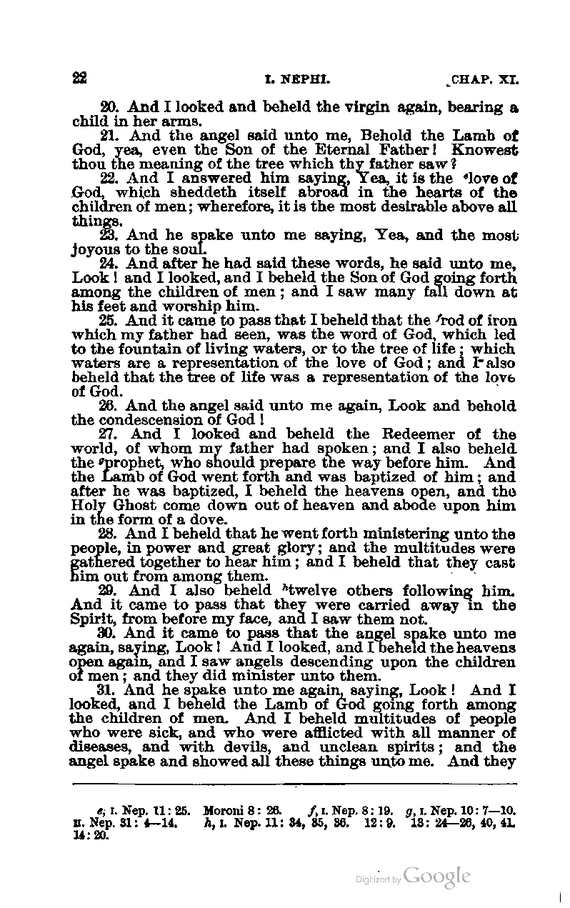 22 I. NEPHI. CHAP. XI.
20. And I looked and beheld the virgin again, bearing a
child in her arms.
21. And the angel said unto me, Behold the Lamb of
God, yea, even the Son of the Eternal Father! Knowest
thou the meaning of the tree which thy father saw?
22. And I answered him saying, Yea, it is the ᵉlove of
God, which sheddeth itself abroad in the hearts of the
children of men; wherefore, it is the most desirable above all
things.
23. And he spake unto me saying, Yea, and the most
joyous to the soul.
24. And after he had said these words, he said unto me,
Look! and I looked, and I beheld the Son of God going forth
among the children of men; and I saw many fall down at
his feet and worship him.
25. And it came to pass that I beheld that the ᶠrod of iron
which my father had seen, was the word of God, which led
to the fountain of living waters, or to the tree of life; which
waters are a representation of the love of God; and I also
beheld that the tree of life was a representation of the love
of God.
26. And the angel said unto me again, Look and behold
the condescension of God!
27. And I looked and beheld the Redeemer of the
world, of whom my father had spoken; and I also beheld
the ᵍprophet, who should prepare the way before him. And
the Lamb of God went forth and was baptized of him; and
after he was baptized, I beheld the heavens open, and the
Holy Ghost come down out of heaven and abode upon him
in the form of a dove.
28. And I beheld that he went forth ministering unto the
people, in power and great glory; and the multitudes were
gathered together to hear him; and I beheld that they cast
him out from among them.
29. And I also beheld ʰtwelve others following him.
And it came to pass that they were carried away in the
Spirit, from before my face, and I saw them not.
30. And it came to pass that the angel spake unto me
again, saying, Look! And I looked, and I beheld the heavens
open again, and I saw angels descending upon the children
of men; and they did minister unto them.
31. And he spake unto me again, saying, Look! And I
looked, and I beheld the Lamb of God going forth among
the children of men. And I beheld multitudes of people
who were sick, and who were afflicted with all manner of
diseases, and with devils, and unclean spirits; and the
angel spake and showed all these things unto me. And they
e, I. Nep. 11: 25. Moroni 8: 26. f, I. Nep. 8: 19. g, I. Nep. 10: 7—10.
II. Nep. 31: 4—14. h, I. Nep. 11: 34, 35, 36. 12: 9. 13: 24—26, 40, 41.
14: 20.
Digitized by Google